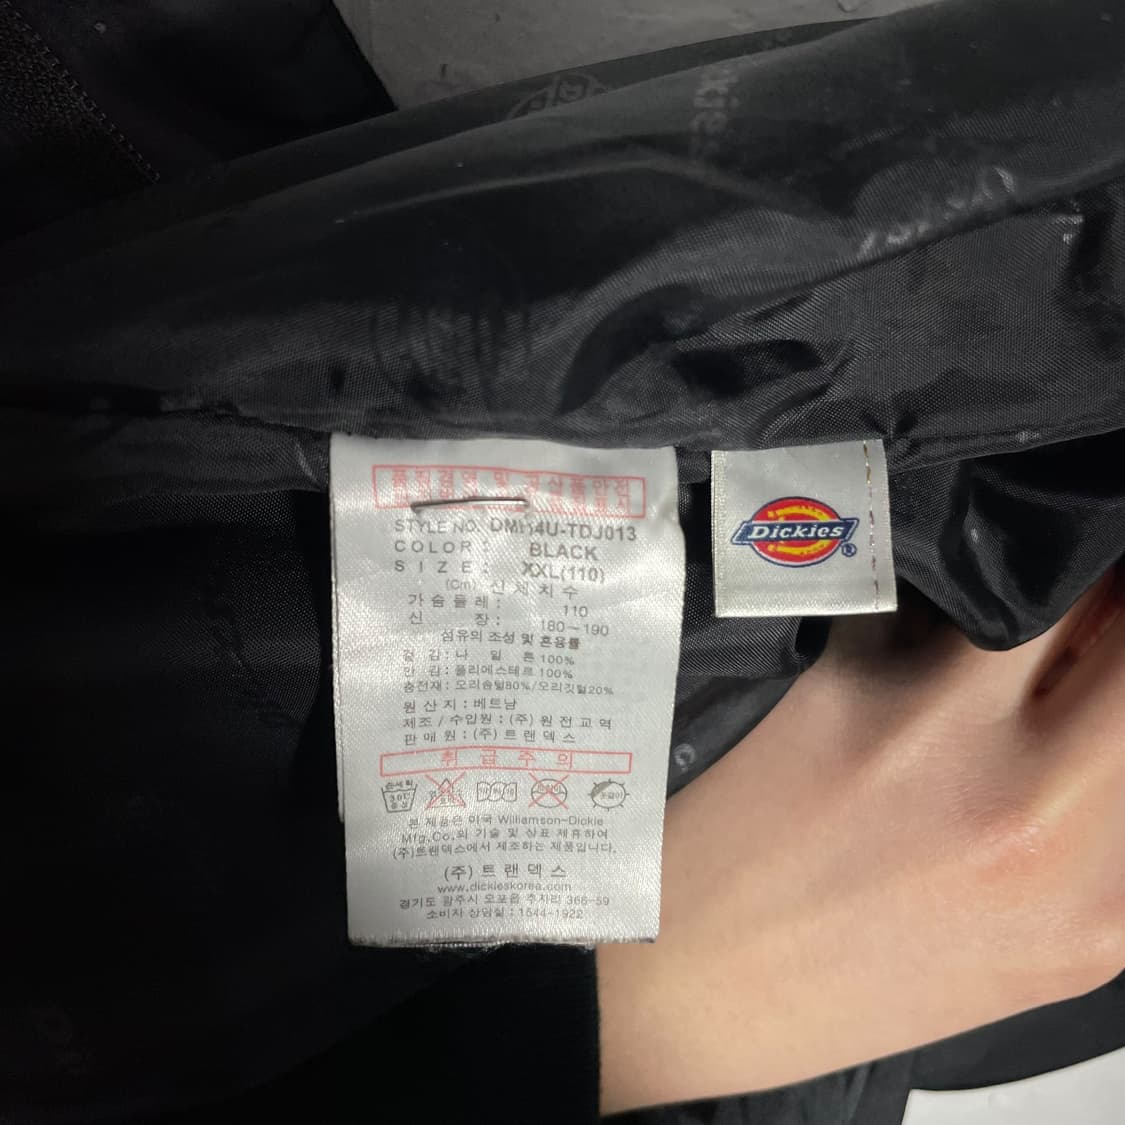 STYLE NO. DMH4U-TDJ013
COLOR : BLACK
SIZE : XXL(110)
(Cm) 신 체 치 수
가 슴 둘 레 : 110
신 장 : 180~190
섬유의 조성 및 혼용률
겉 감 : 나 일 론 100%
안 감 : 폴리에스테르 100%
충전재 : 오리솜털80%/오리깃털20%
원 산 지 : 베트남
제조 / 수입원 : (주) 원 전 교 역
판 매 원 : (주) 트 랜 덱 스
취 급 주 의
손세탁
30℃
중성
본 제품은 미국 Williamson-Dickie
Mfg.Co.의 기술 및 상표 제휴하여
(주)트랜덱스에서 제조하는 제품입니다.
(주) 트 랜 덱 스
www.dickieskorea.com
경기도 광주시 오포읍 추자리 366-59
소비자 상담실 : 1544-1922
Dickies ®